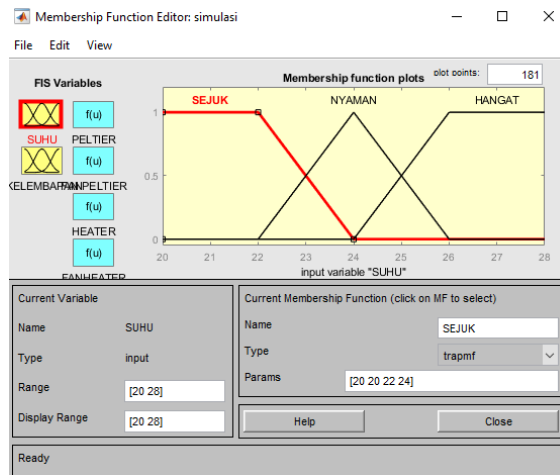 Membership Function Editor: simulasi
File Edit View
FIS Variables
Membership function plots
plot points:
181
SEJUK
NYAMAN
HANGAT
f(u)
SUHU
PELTIER
f(u)
FANPELTIER
f(u)
HEATER
f(u)
FANHEATER
1
0.5
0
20 21 22 23 24 25 26 27 28
input variable "SUHU"
Current Variable
Name SUHU
Type input
Range [20 28]
Display Range [20 28]
Current Membership Function (click on MF to select)
Name SEJUK
Type trapmf
Params [20 20 22 24]
Help
Close
Ready